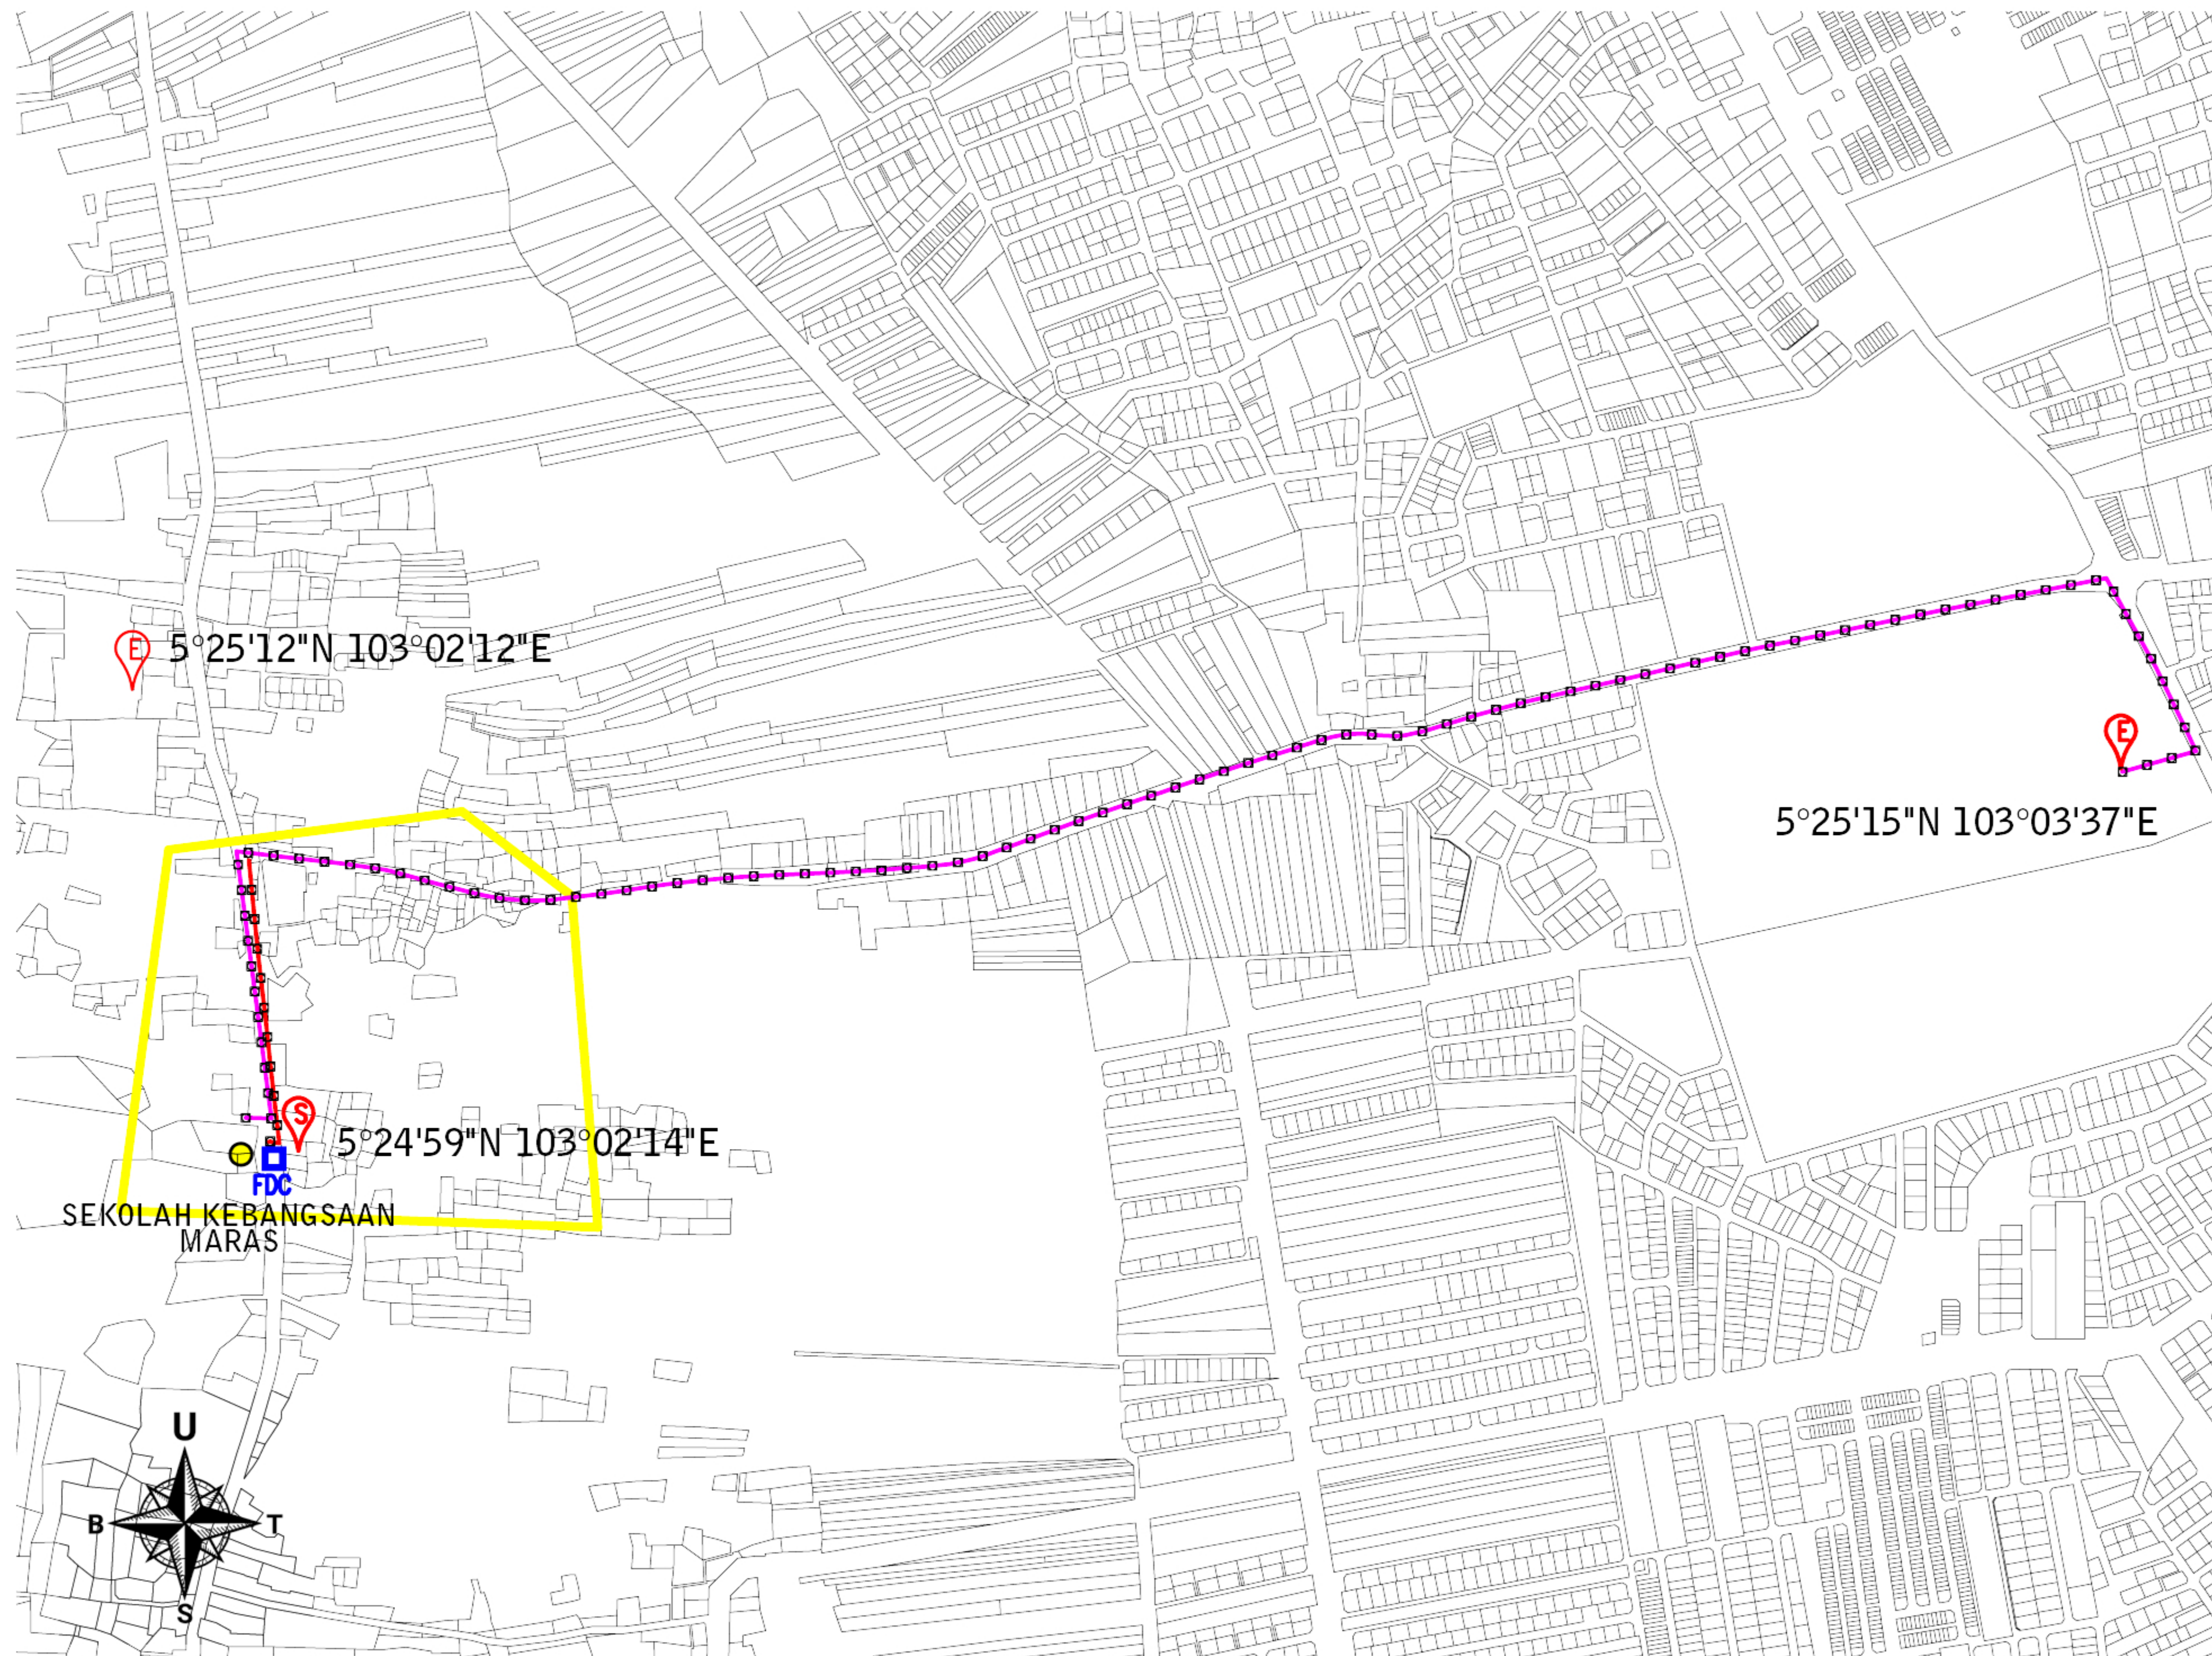 E
5°25'12"N 103°02'12"E
E
5°25'15"N 103°03'37"E
S
5°24'59"N 103°02'14"E
FDC
SEKOLAH KEBANGSAAN
MARAS
U
B
T
S